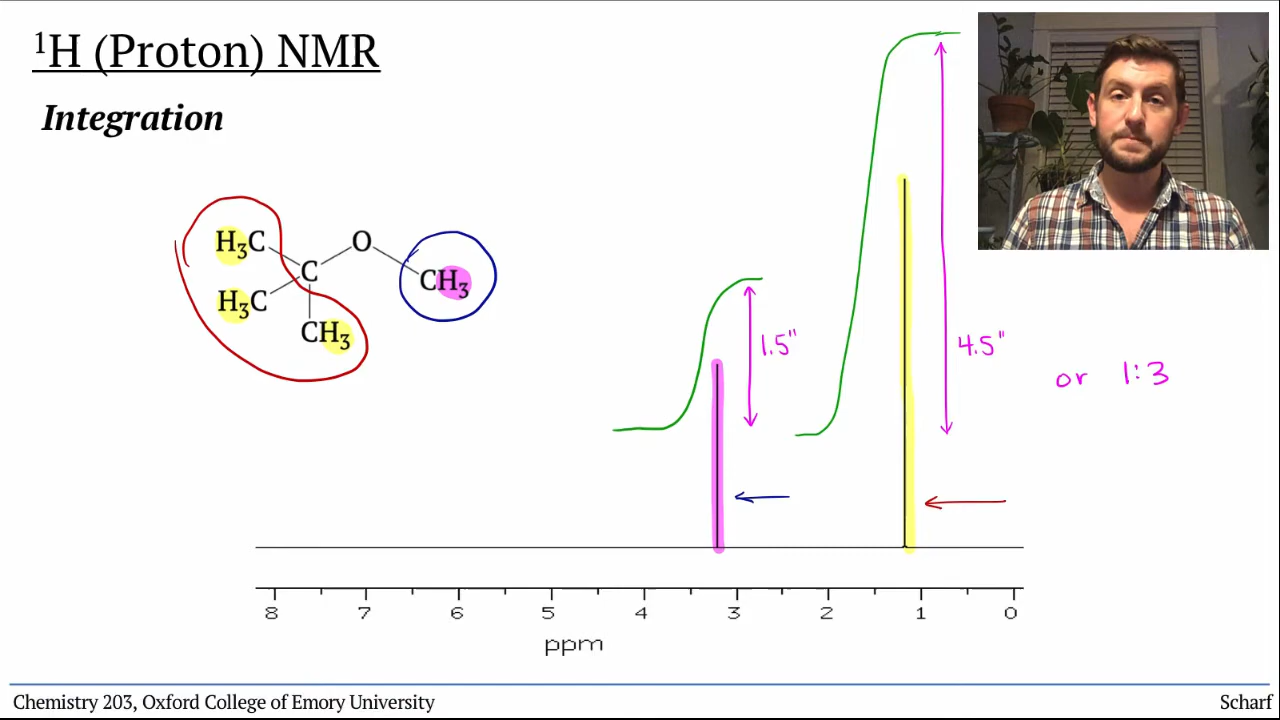 ¹H (Proton) NMR
Integration
H₃C
O
C
CH₃
H₃C
CH₃
1.5"
4.5"
or 1:3
8 7 6 5 4 3 2 1 0
ppm
Chemistry 203, Oxford College of Emory University
Scharf